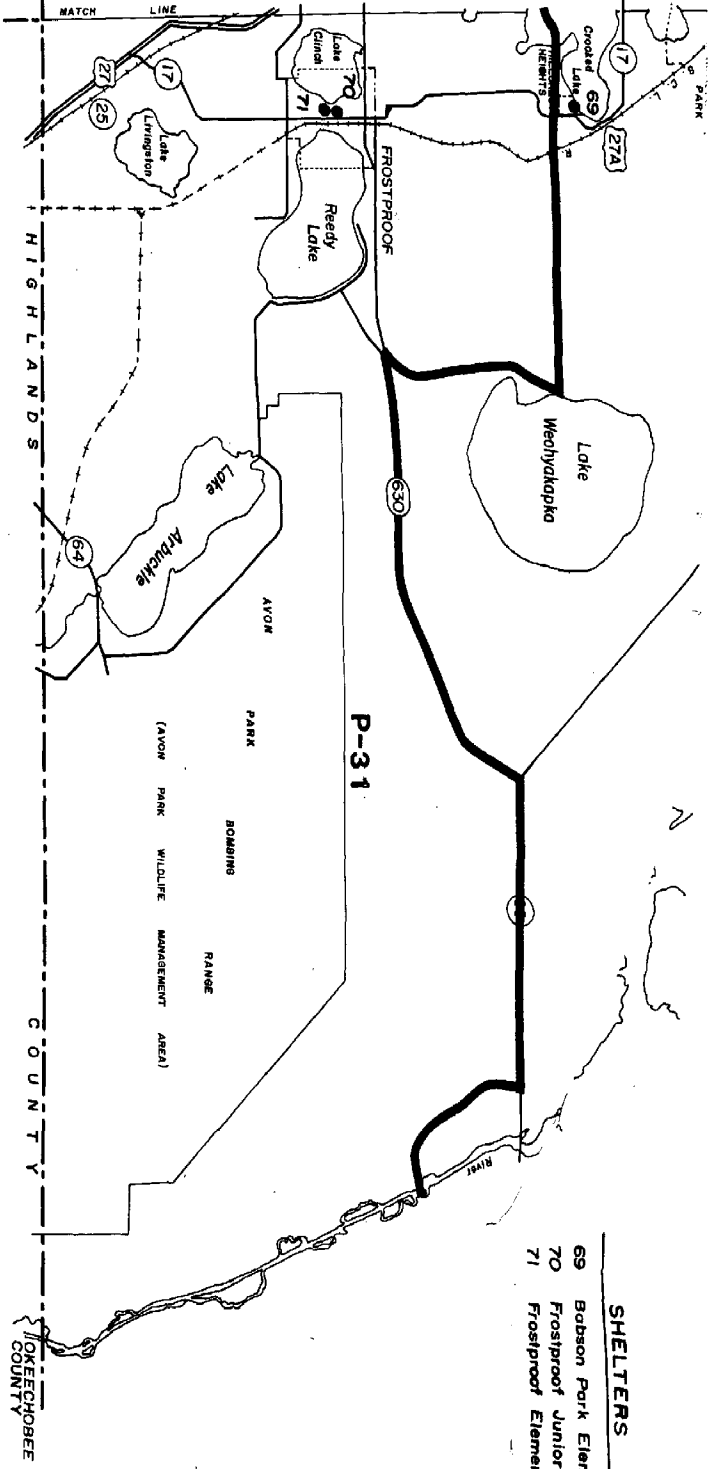 MATCH LINE
PARK
17
Crooked
Lake
69
27A
HEIGHTS
Lake
Clinch
70
71
27
17
25
Lake
Livingston
FROSTPROOF
Reedy
Lake
Lake
Weohyakapka
630
Lake
Arbuckle
64
AVON PARK BOMBING RANGE
(AVON PARK WILDLIFE MANAGEMENT AREA)
P-31
River
HIGHLANDS COUNTY
OKEECHOBEE
COUNTY
SHELTERS
69 Babson Park
70 Frostproof Junior
71 Frostproof